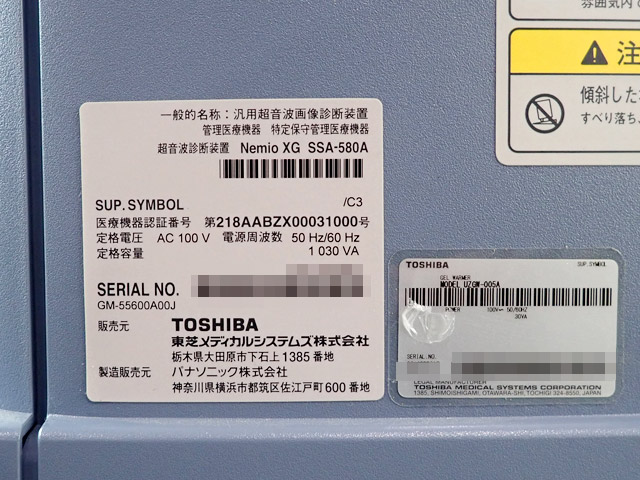 一般的名称：汎用超音波画像診断装置
管理医療機器 特定保守管理医療機器
超音波診断装置 Nemio XG SSA-580A
SUP. SYMBOL /C3
医療機器認証番号 第218AABZX00031000号
定格電圧 AC 100 V 電源周波数 50 Hz/60 Hz
定格容量 1 030 VA
SERIAL NO.
GM-55600A00J
販売元 TOSHIBA
東芝メディカルシステムズ株式会社
栃木県大田原市下石上1385番地
製造販売元 パナソニック株式会社
神奈川県横浜市都筑区佐江戸町600番地
雰囲気内で
注
傾斜した
すべり落ち、
TOSHIBA SUP. SYMBOL
GEL WARMER
MODEL UZGW-005A
POWER 100V~ 50/60HZ
30VA
SERIAL NO.
LEGAL MANUFACTURER
TOSHIBA MEDICAL SYSTEMS CORPORATION
1385, SHIMOISHIGAMI, OTAWARA-SHI, TOCHIGI 324-8550, JAPAN